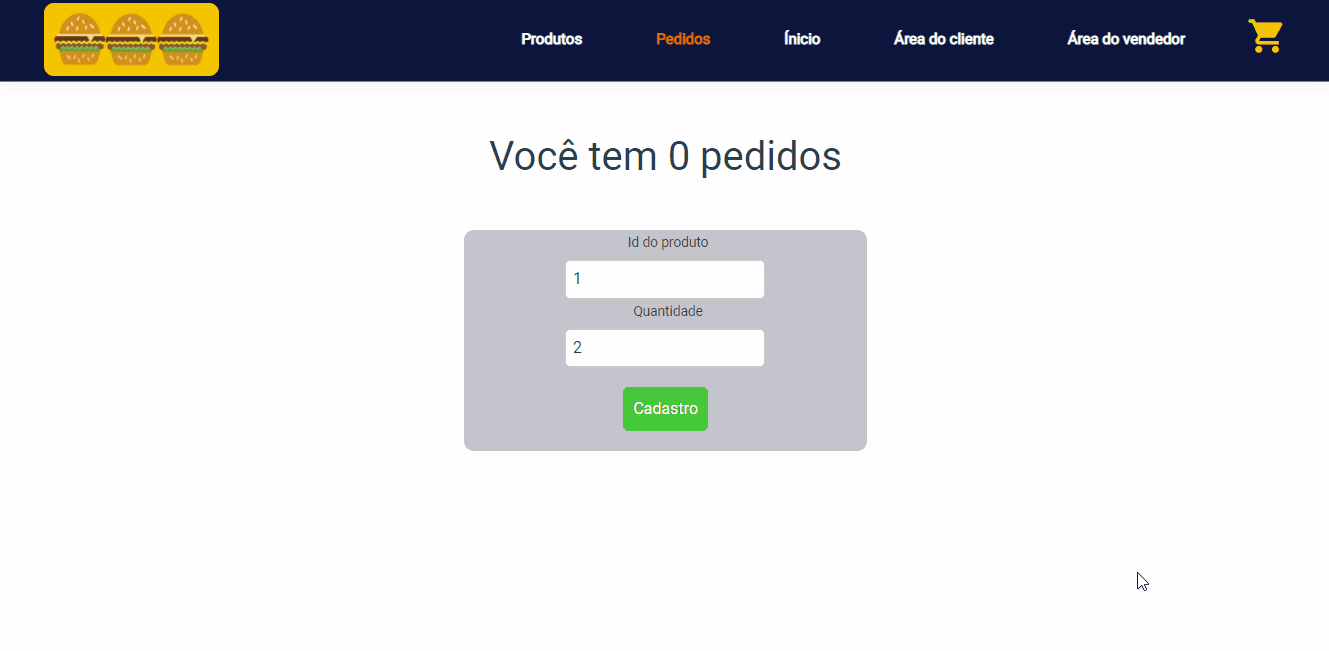 Produtos Pedidos Ínicio Área do cliente Área do vendedor
Você tem 0 pedidos
Id do produto
1
Quantidade
2
Cadastro